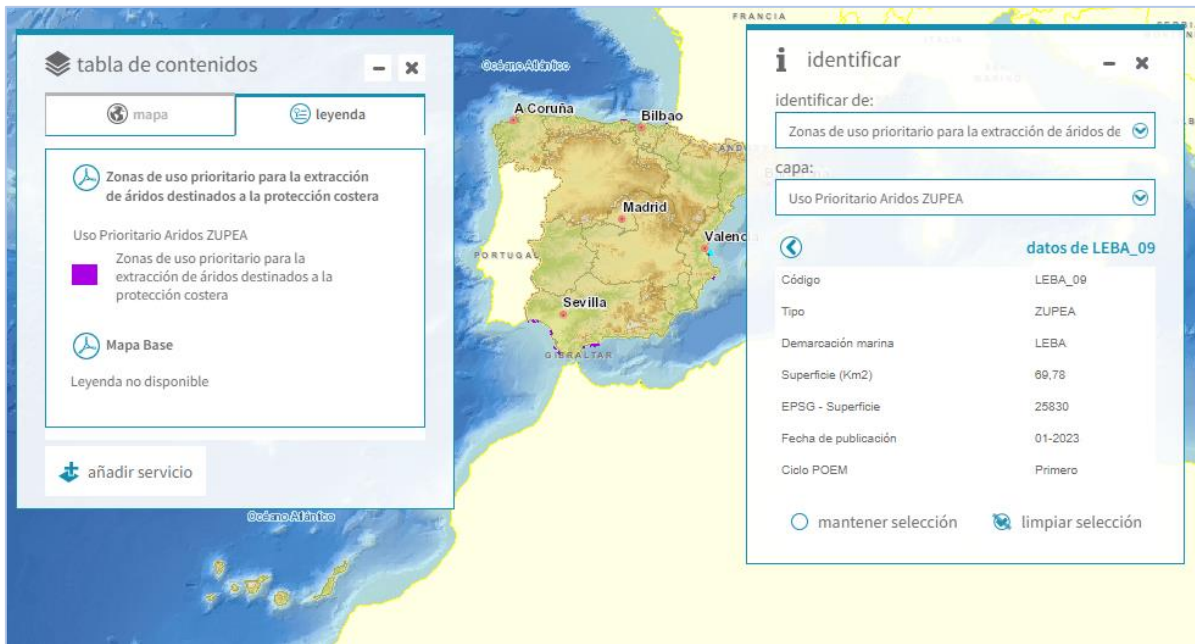 tabla de contenidos
mapa
leyenda
Zonas de uso prioritario para la extracción
de áridos destinados a la protección costera
Uso Prioritario Aridos ZUPEA
Zonas de uso prioritario para la
extracción de áridos destinados a la
protección costera
Mapa Base
Leyenda no disponible
añadir servicio
FRANCIA
Océano Atlántico
A Coruña
Bilbao
Madrid
Valenc
PORTUGAL
Sevilla
GIBRALTAR
Océano Atlántico
identificar
identificar de:
Zonas de uso prioritario para la extracción de áridos de
capa:
Uso Prioritario Aridos ZUPEA
datos de LEBA_09
Código LEBA_09
Tipo ZUPEA
Demarcación marina LEBA
Superficie (Km2) 69,78
EPSG - Superficie 25830
Fecha de publicación 01-2023
Ciclo POEM Primero
mantener selección
limpiar selección